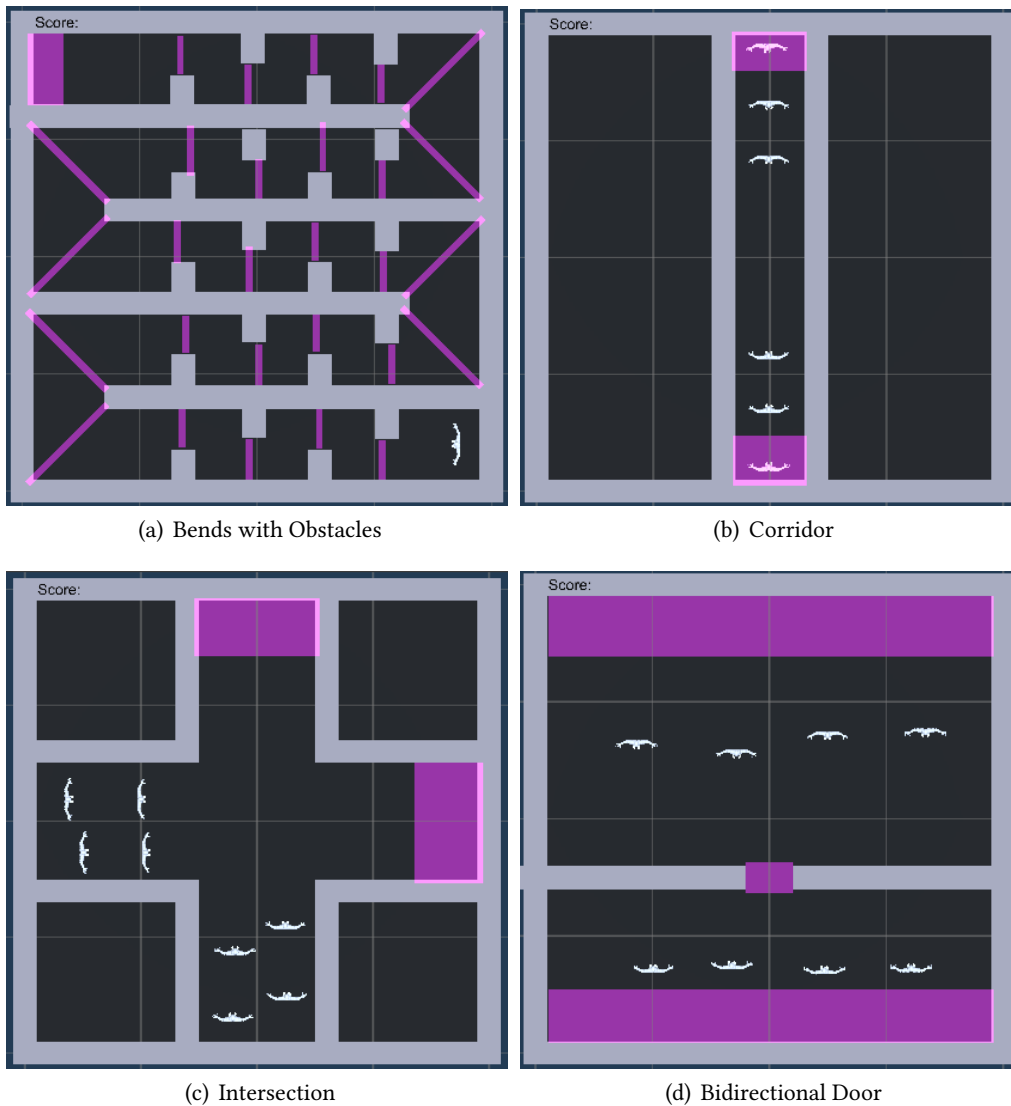 Score:
Score:
(a) Bends with Obstacles
(b) Corridor
Score:
Score:
(c) Intersection
(d) Bidirectional Door